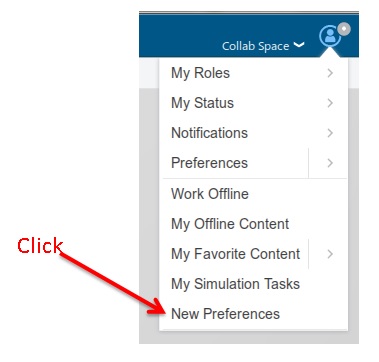 Collab Space
My Roles
My Status
Notifications
Preferences
Work Offline
My Offline Content
My Favorite Content
My Simulation Tasks
Click
New Preferences